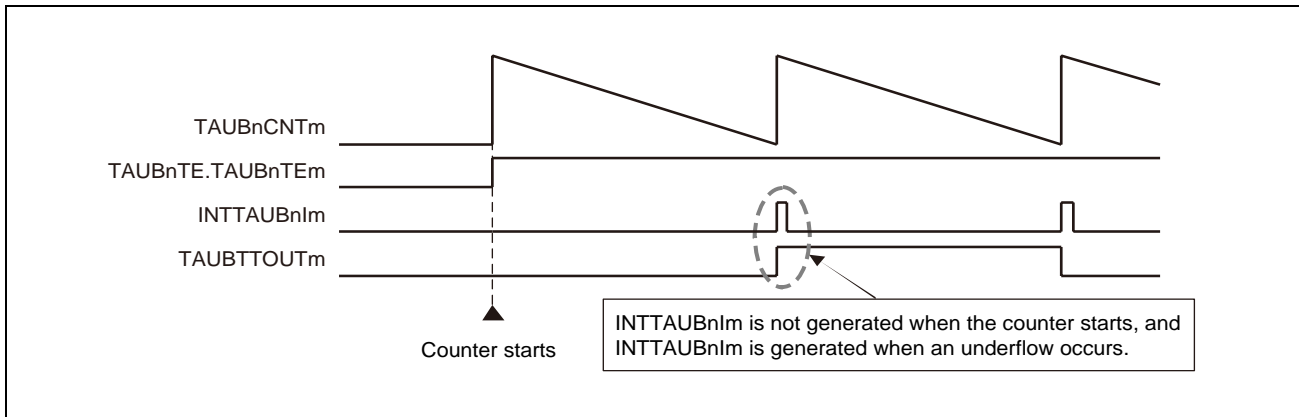 TAUBnCNTm
TAUBnTE.TAUBnTEm
INTTAUBnIm
TAUBTTOUTm
Counter starts
INTTAUBnIm is not generated when the counter starts, and
INTTAUBnIm is generated when an underflow occurs.